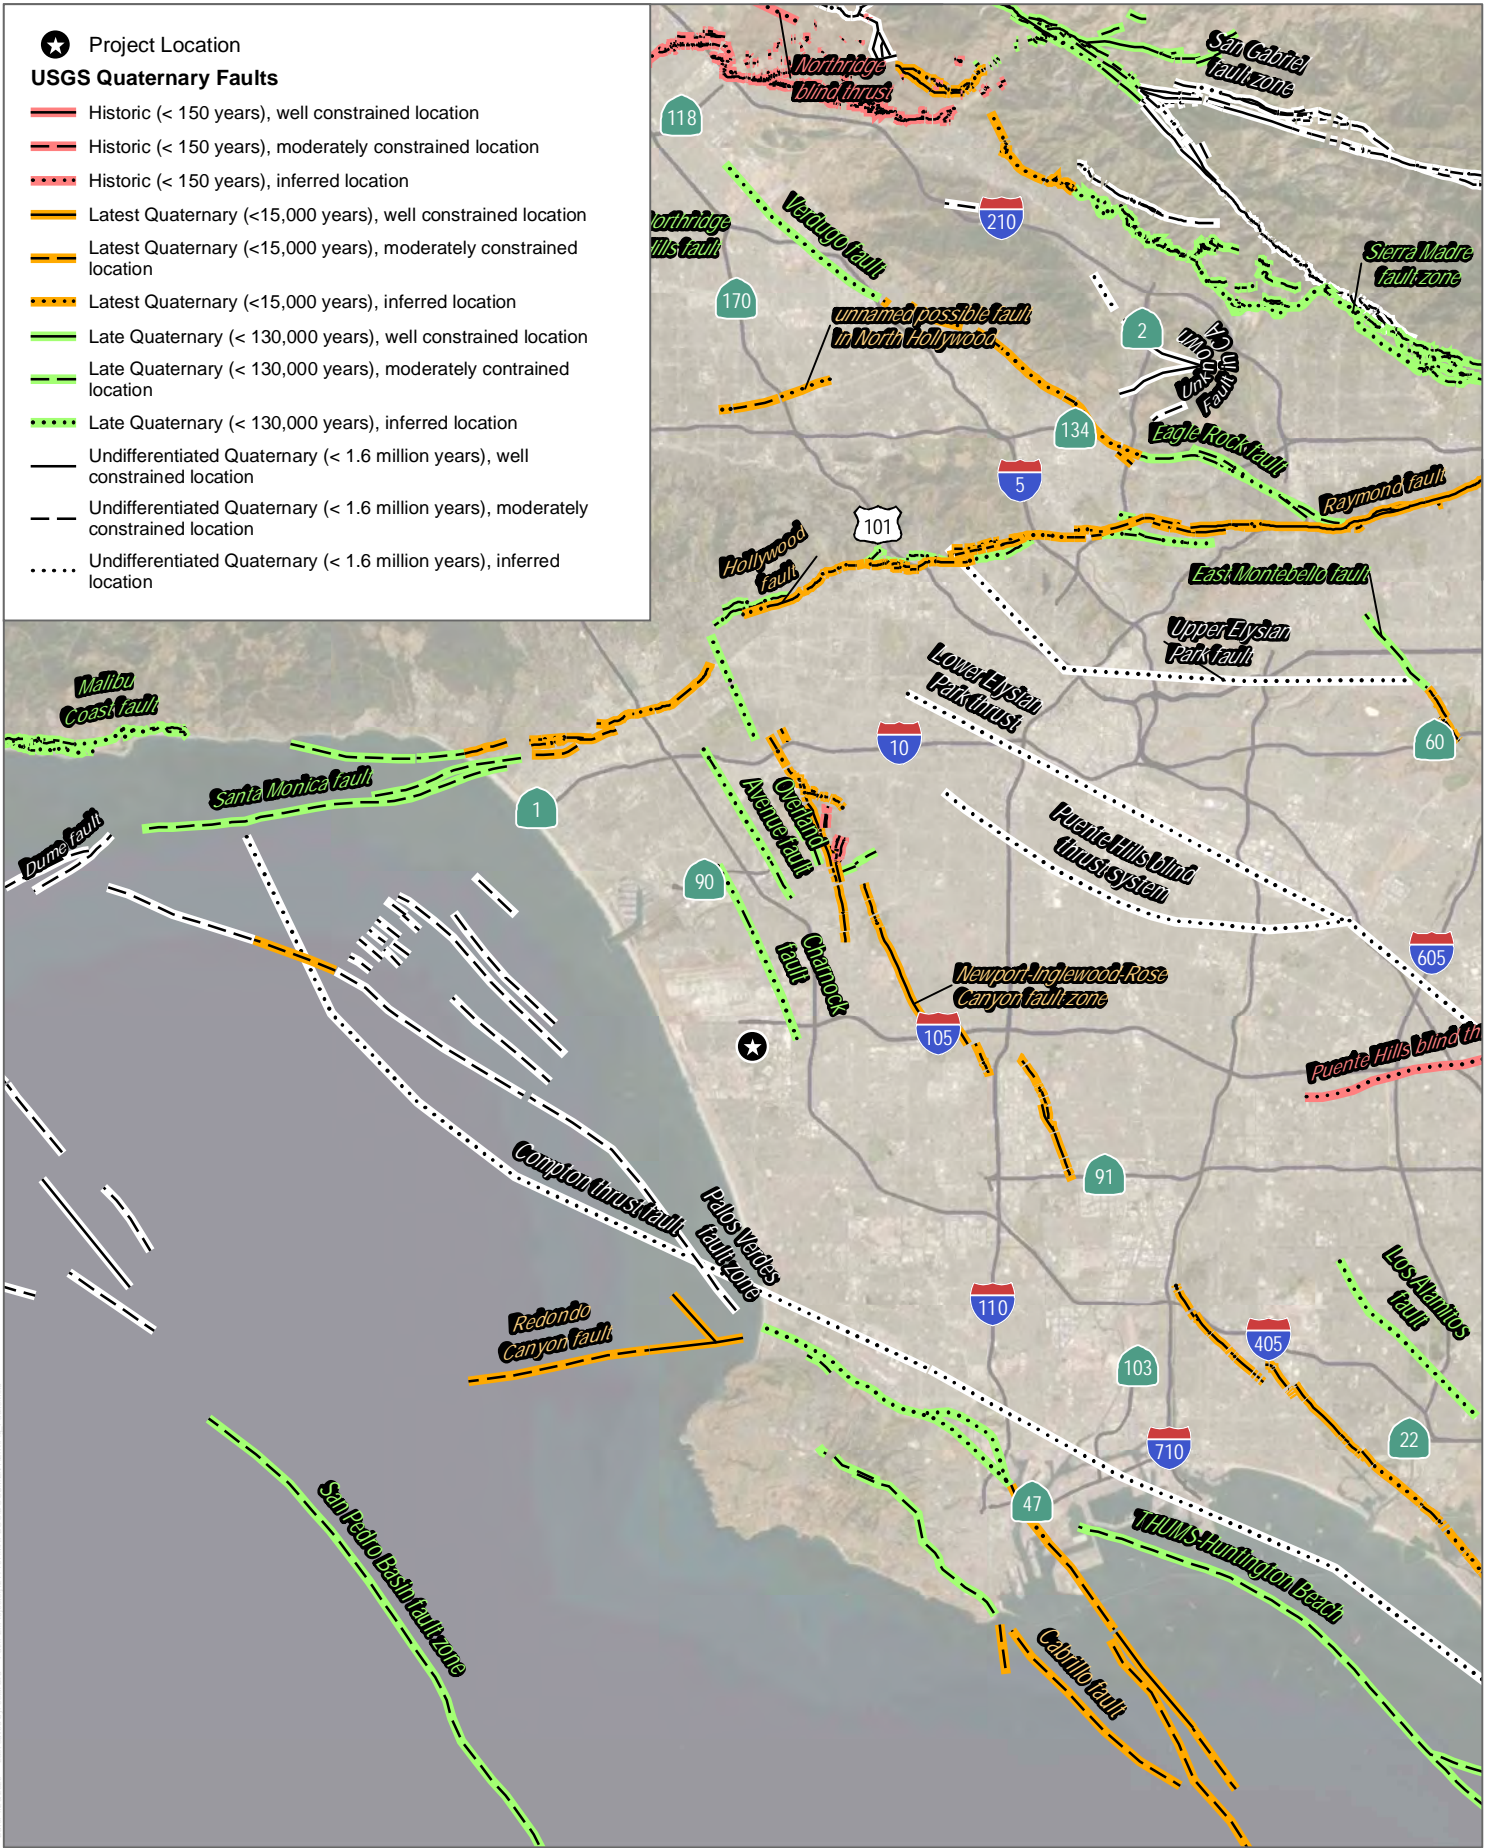 Project Location
USGS Quaternary Faults
Historic (< 150 years), well constrained location
Historic (< 150 years), moderately constrained location
Historic (< 150 years), inferred location
Latest Quaternary (<15,000 years), well constrained location
Latest Quaternary (<15,000 years), moderately constrained
location
Latest Quaternary (<15,000 years), inferred location
Late Quaternary (< 130,000 years), well constrained location
Late Quaternary (< 130,000 years), moderately contrained
location
Late Quaternary (< 130,000 years), inferred location
Undifferentiated Quaternary (< 1.6 million years), well
constrained location
Undifferentiated Quaternary (< 1.6 million years), moderately
constrained location
Undifferentiated Quaternary (< 1.6 million years), inferred
location
Northridge
blind thrust
San Gabriel
fault zone
118
210
Verdugo fault
Northridge
Hills fault
Sierra Madre
fault zone
170
unnamed possible fault
in North Hollywood
2
Unknown
Fault
134
Eagle Rock fault
5
Raymond fault
101
Hollywood
fault
East Montebello fault
Upper Elysian
Park fault
Lower Elysian
Park thrust
Malibu
Coast fault
10
60
Santa Monica fault
1
Overland
Avenue fault
Dume fault
Puente Hills blind
thrust system
90
Charnock
fault
605
Newport-Inglewood-Rose
Canyon fault zone
105
Puente Hills blind th
91
Compton thrust fault
Palos Verdes
fault zone
Los Alamitos
fault
110
Redondo
Canyon fault
405
103
22
710
47
San Pedro Basin fault zone
THUMS-Huntington Beach
Cabrillo fault